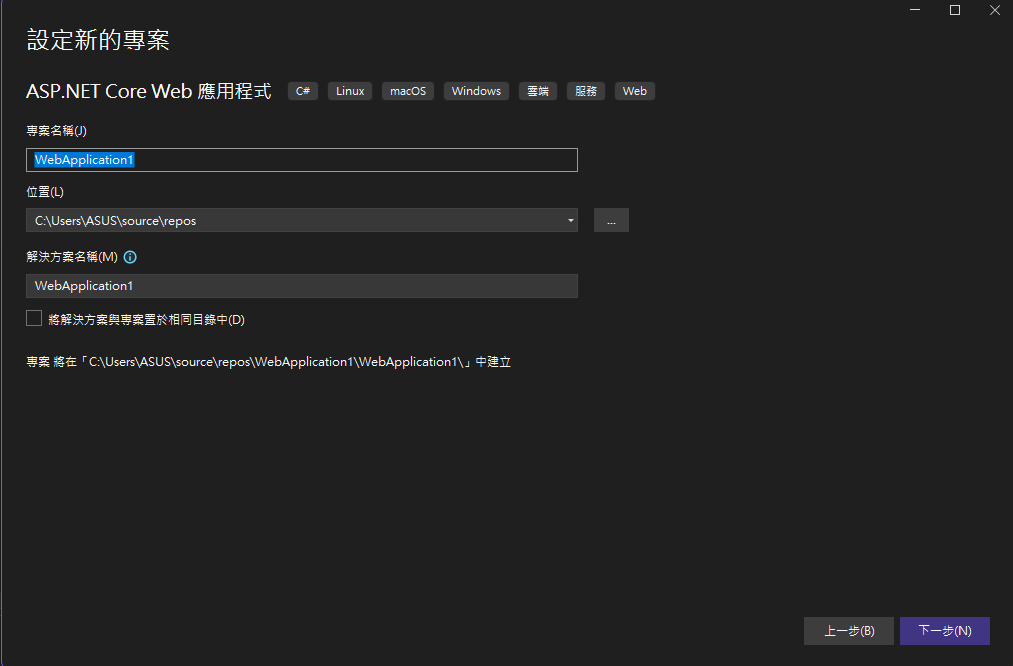 設定新的專案
ASP.NET Core Web 應用程式 C# Linux macOS Windows 雲端 服務 Web
專案名稱(J)
WebApplication1
位置(L)
C:\Users\ASUS\source\repos
...
解決方案名稱(M)
WebApplication1
將解決方案與專案置於相同目錄中(D)
專案 將在「C:\Users\ASUS\source\repos\WebApplication1\WebApplication1\」中建立
上一步(B) 下一步(N)